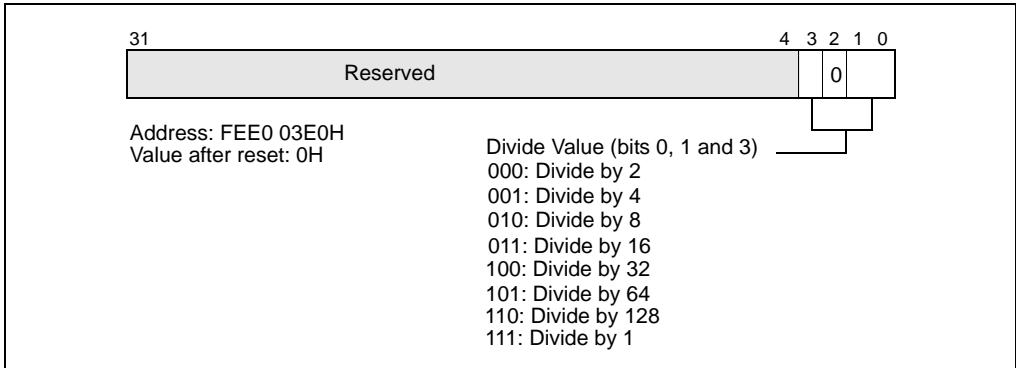 31 4 3 2 1 0
Reserved 0
Address: FEE0 03E0H
Value after reset: 0H
Divide Value (bits 0, 1 and 3)
000: Divide by 2
001: Divide by 4
010: Divide by 8
011: Divide by 16
100: Divide by 32
101: Divide by 64
110: Divide by 128
111: Divide by 1